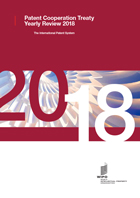 Patent Cooperation Treaty
Yearly Review 2018
The International Patent System
2018
WIPO